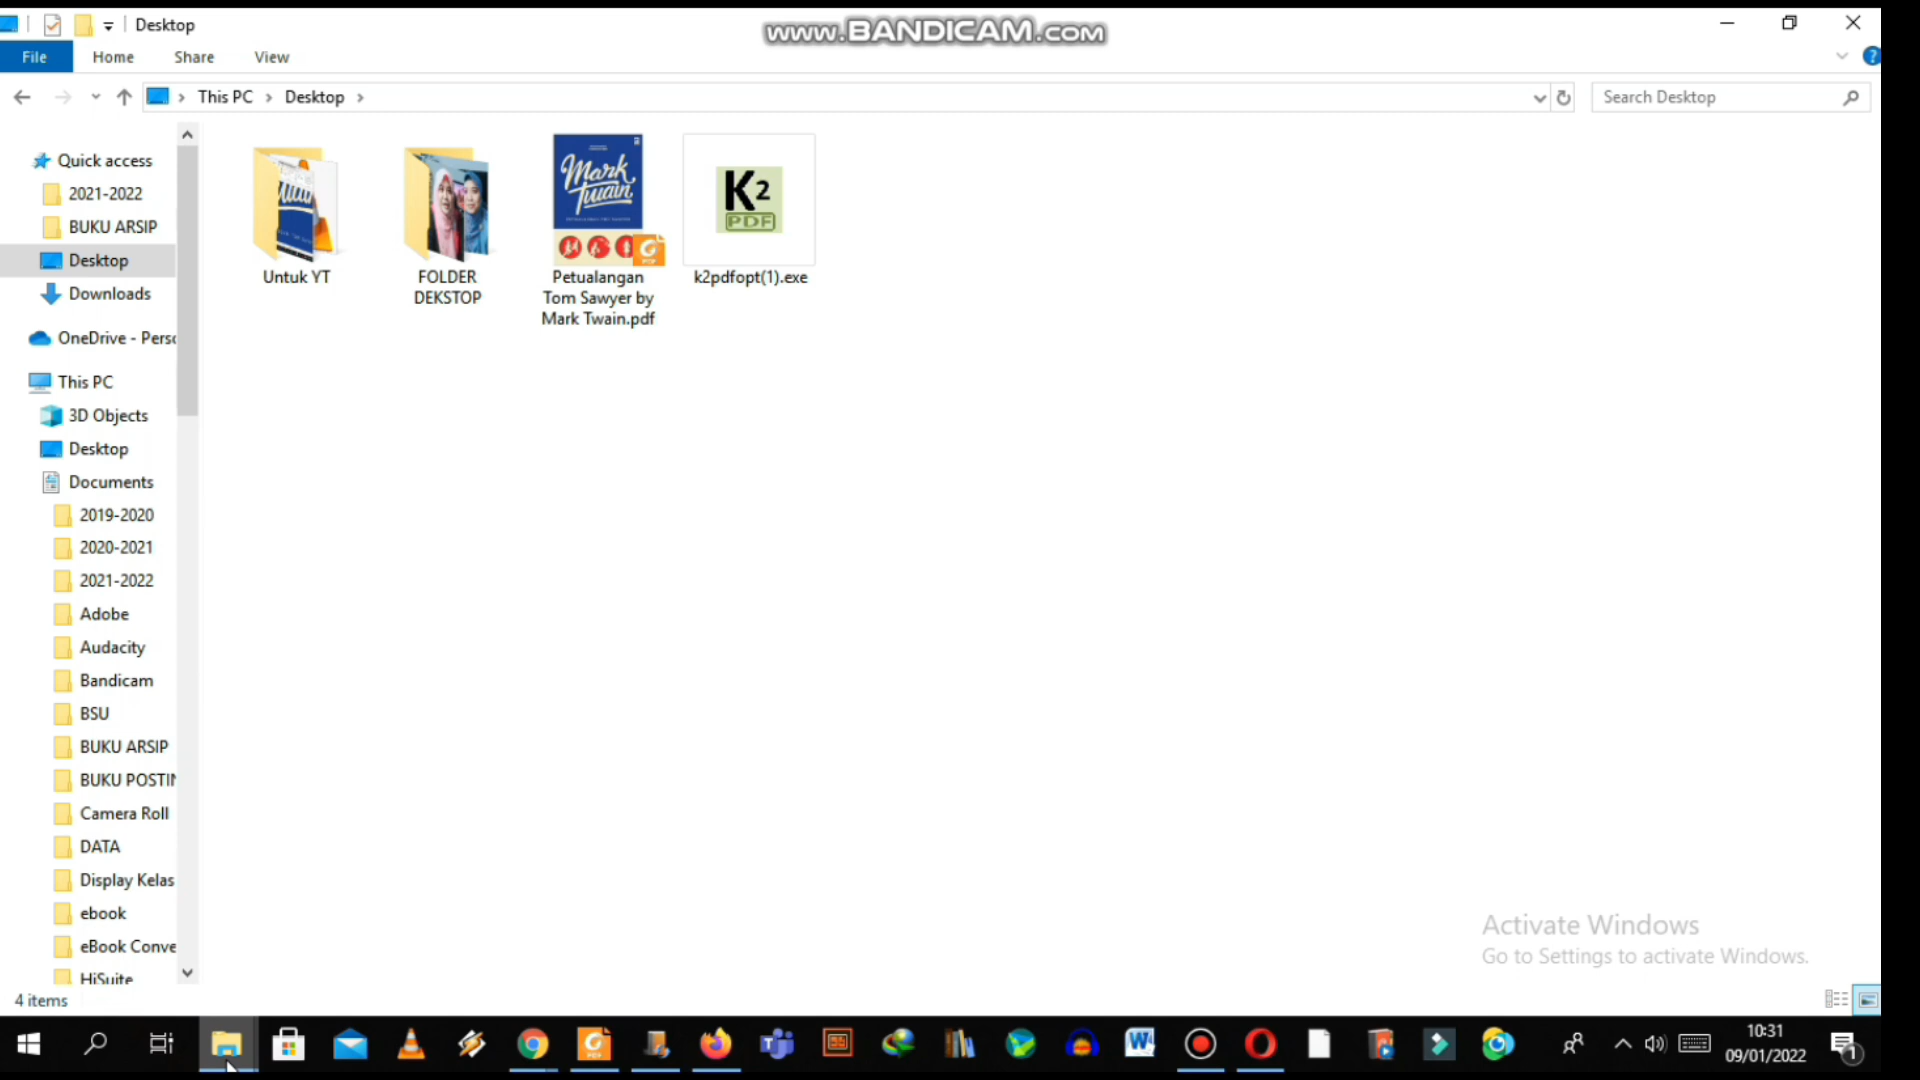 Desktop
www.BANDICAM.com
File
Home
Share
View
This PC
Desktop
Search Desktop
Quick access
2021-2022
BUKU ARSIP
Desktop
Downloads
OneDrive - Perso
This PC
3D Objects
Desktop
Documents
2019-2020
2020-2021
2021-2022
Adobe
Audacity
Bandicam
BSU
BUKU ARSIP
BUKU POSTIN
Camera Roll
DATA
Display Kelas
ebook
eBook Conve
HiSuite
Untuk YT
FOLDER
DEKSTOP
Mark
Twain
Petualangan
Tom Sawyer by
Mark Twain.pdf
K2
PDF
k2pdfopt(1).exe
Activate Windows
Go to Settings to activate Windows.
4 items
10:31
09/01/2022
1